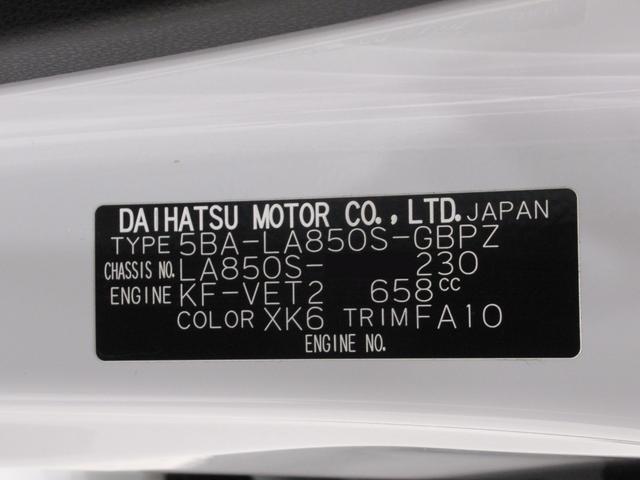 DAIHATSU MOTOR CO., LTD. JAPAN
TYPE 5BA-LA850S-GBPZ
CHASSIS NO. LA850S- 230
ENGINE KF-VET2 658cc
COLOR XK6 TRIM FA10
ENGINE NO.